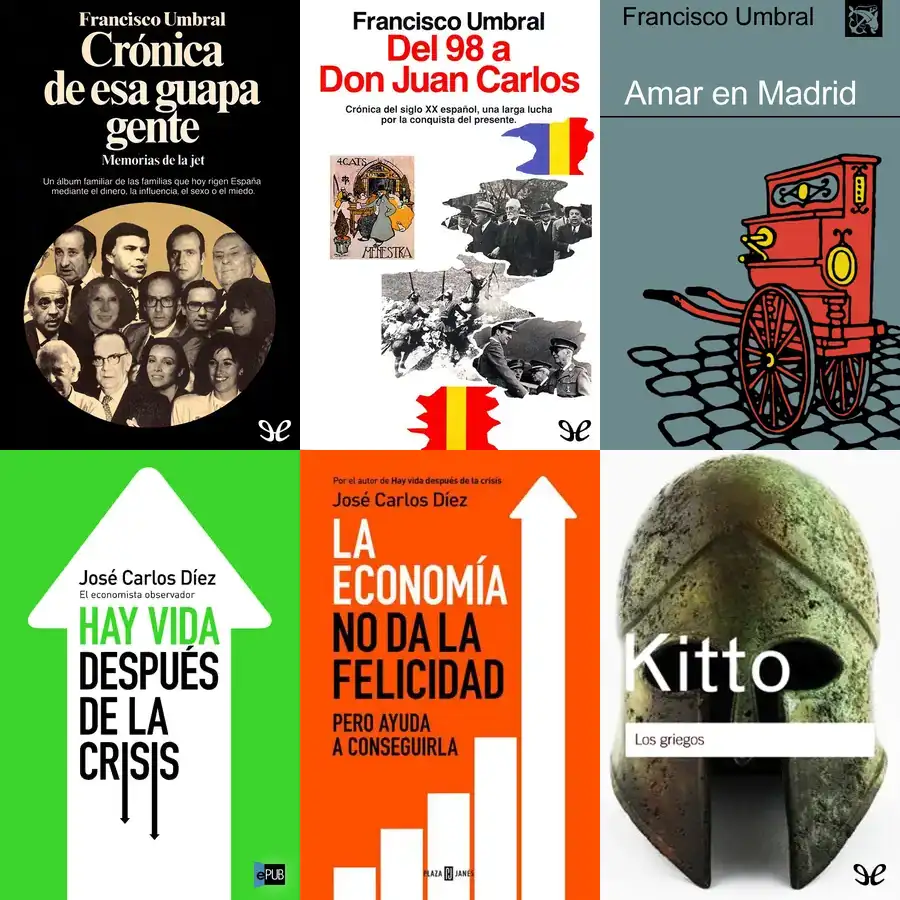 Francisco Umbral
Crónica
de esa guapa
gente
Memorias de la jet
Un álbum familiar de las familias que hoy rigen España
mediante el dinero, la influencia, el sexo o el miedo.
Francisco Umbral
Del 98 a
Don Juan Carlos
Crónica del siglo XX español, una larga lucha
por la conquista del presente.
4CATS
MENESTRA
Francisco Umbral
Amar en Madrid
José Carlos Díez
El economista observador
HAY VIDA
DESPUÉS
DE LA
CRISIS
ePUB
Por el autor de Hay vida después de la crisis
José Carlos Díez
LA
ECONOMÍA
NO DA LA
FELICIDAD
PERO AYUDA
A CONSEGUIRLA
PLAZA JANÉS
Kitto
Los griegos